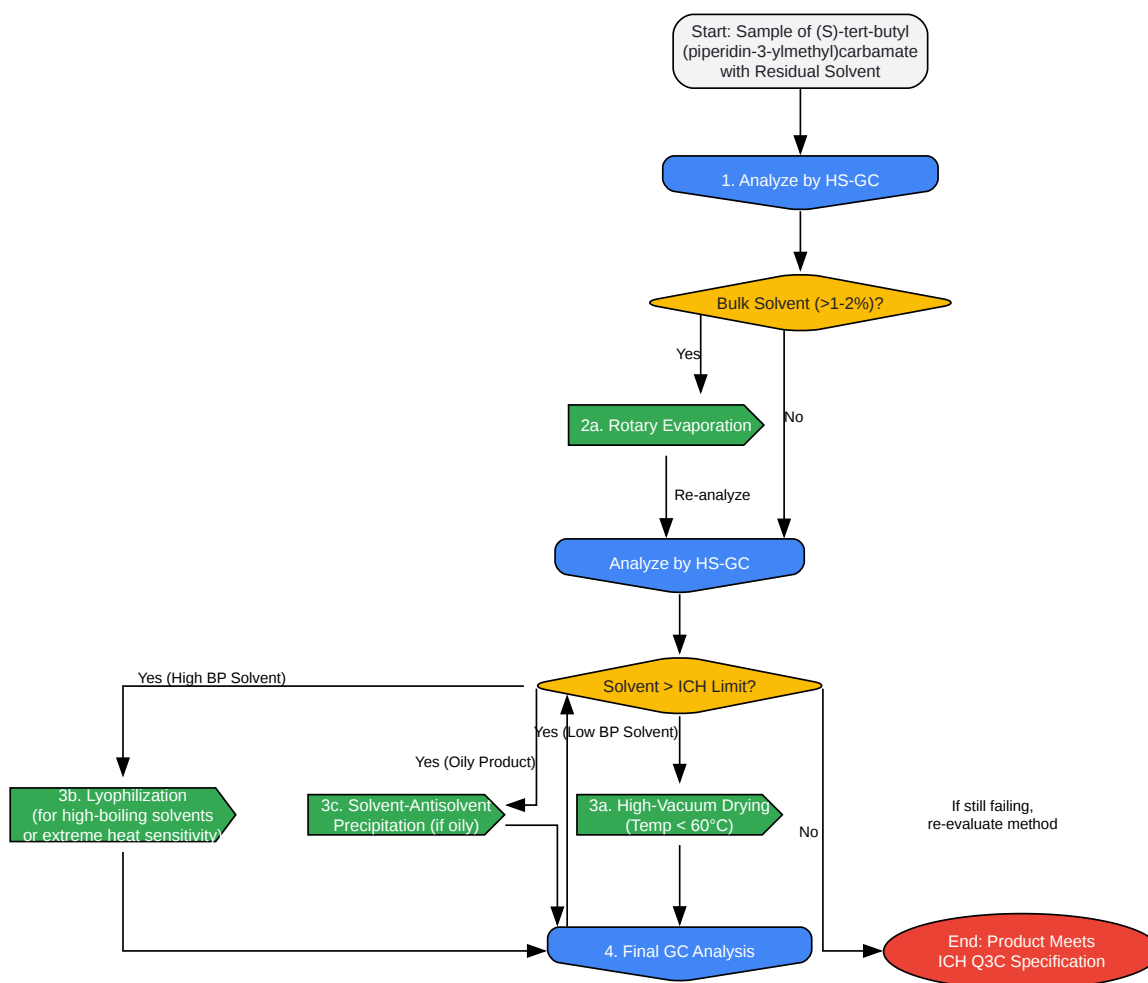 Start: Sample of (S)-tert-butyl
(piperidin-3-ylmethyl)carbamate
with Residual Solvent
1. Analyze by HS-GC
Bulk Solvent (>1-2%)?
Yes
2a. Rotary Evaporation
No
Re-analyze
Analyze by HS-GC
Yes (High BP Solvent)
Solvent > ICH Limit?
Yes (Low BP Solvent)
Yes (Oily Product)
3b. Lyophilization
(for high-boiling solvents
or extreme heat sensitivity)
3c. Solvent-Antisolvent
Precipitation (if oily)
3a. High-Vacuum Drying
(Temp < 60°C)
No
If still failing,
re-evaluate method
4. Final GC Analysis
End: Product Meets
ICH Q3C Specification